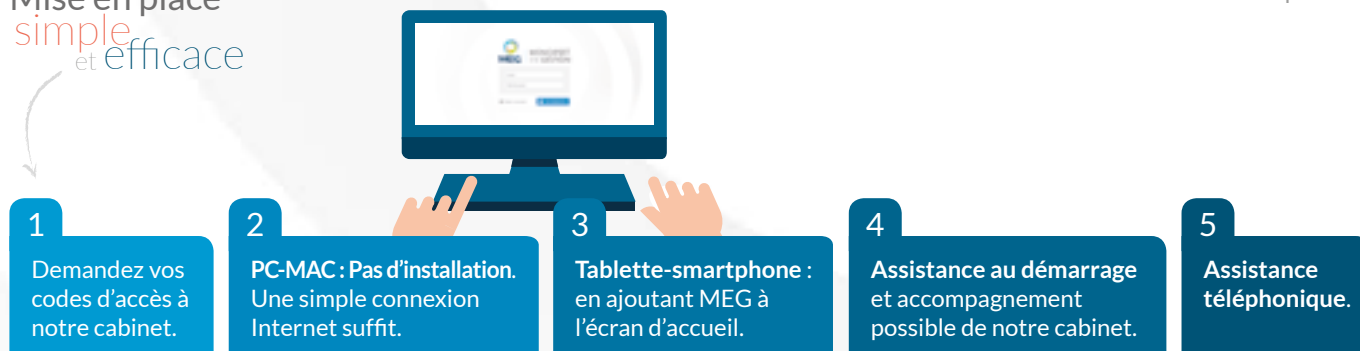 Mise en place
simple
et efficace
MEG
1
Demandez vos
codes d'accès à
notre cabinet.
2
PC-MAC : Pas d'installation.
Une simple connexion
Internet suffit.
3
Tablette-smartphone :
en ajoutant MEG à
l'écran d'accueil.
4
Assistance au démarrage
et accompagnement
possible de notre cabinet.
5
Assistance
téléphonique.